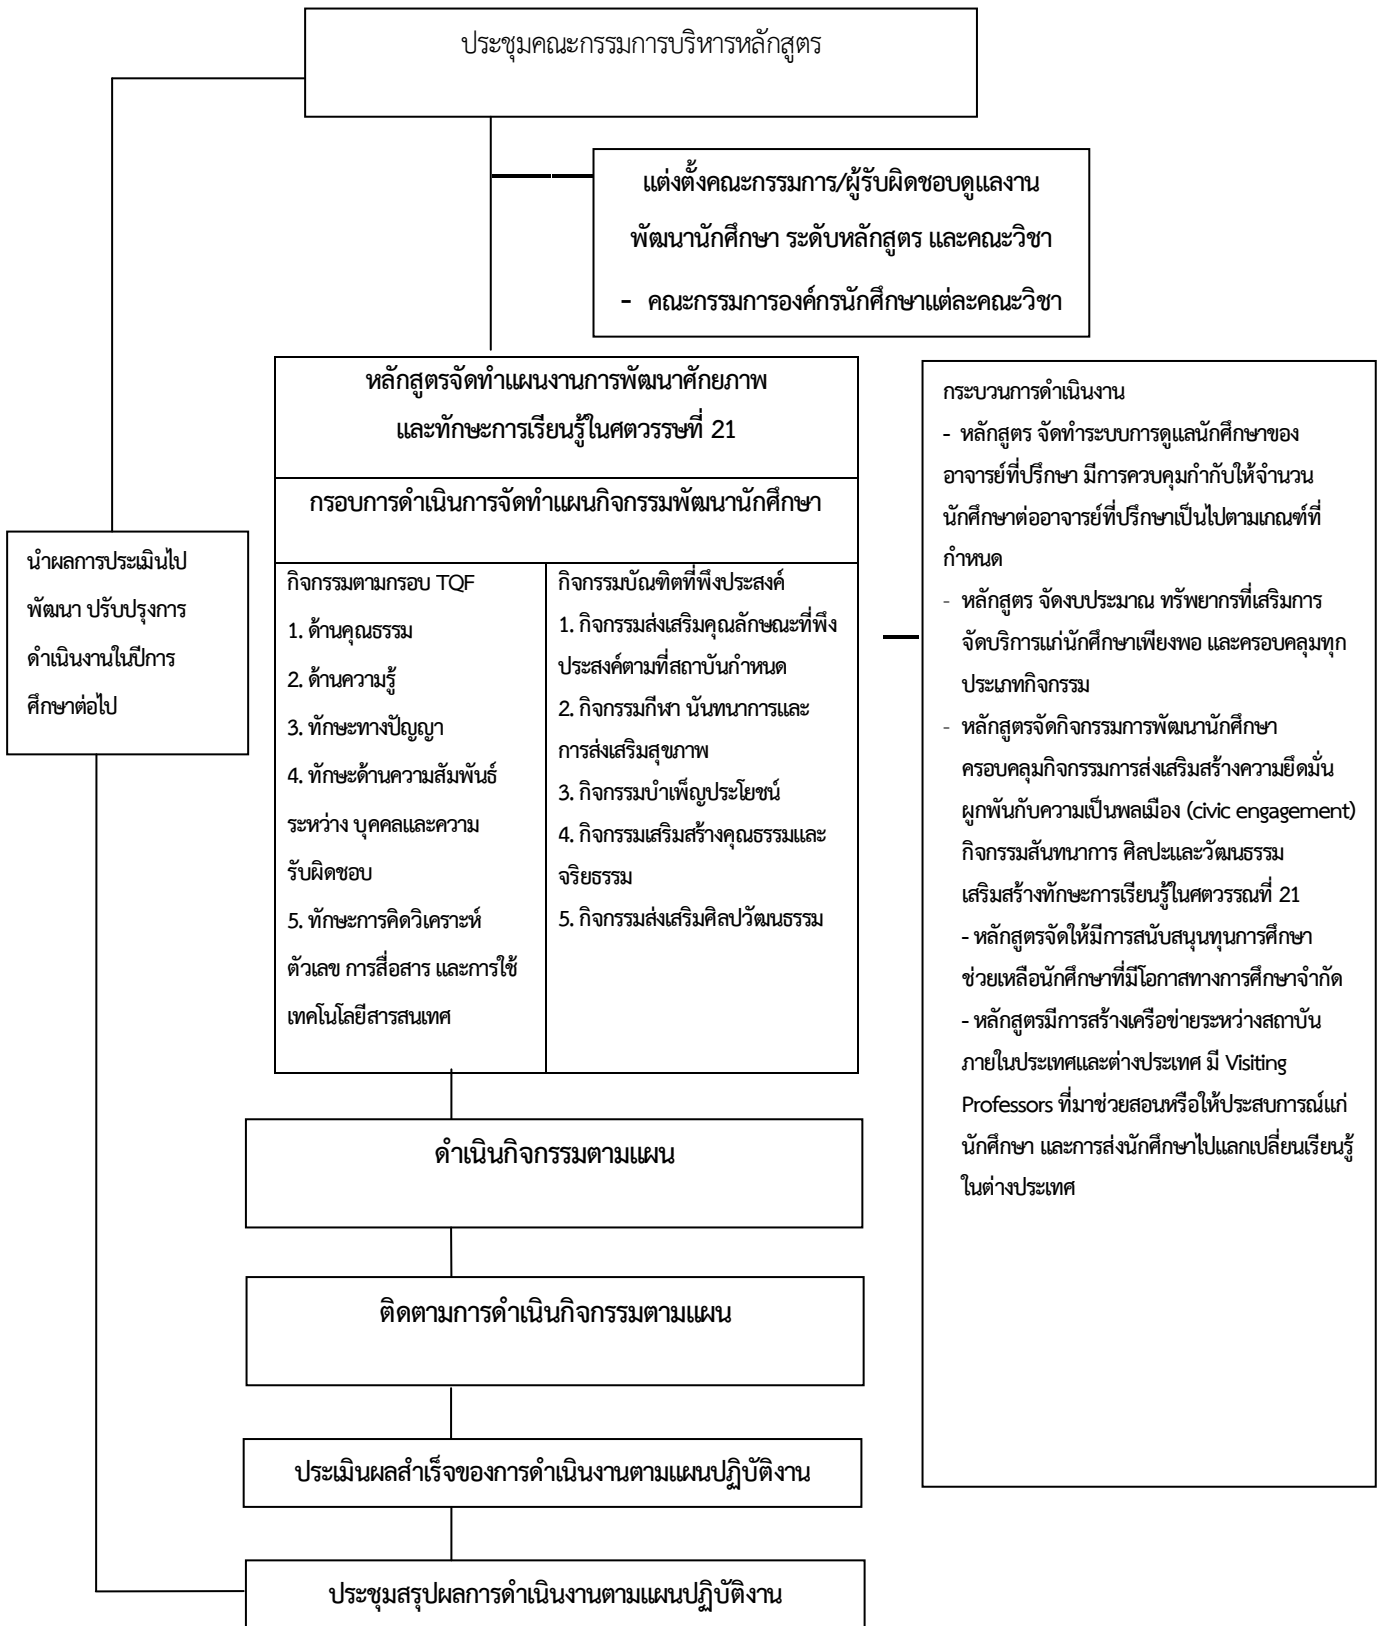 ประชุมคณะกรรมการบริหารหลักสูตร
แต่งตั้งคณะกรรมการ/ผู้รับผิดชอบดูแลงาน
พัฒนานักศึกษา ระดับหลักสูตร และคณะวิชา
- คณะกรรมการองค์กรนักศึกษาแต่ละคณะวิชา
หลักสูตรจัดทำแผนงานการพัฒนาศักยภาพ
และทักษะการเรียนรู้ในศตวรรษที่ 21
กรอบการดำเนินการจัดทำแผนกิจกรรมพัฒนานักศึกษา
กิจกรรมตามกรอบ TQF
1. ด้านคุณธรรม
2. ด้านความรู้
3. ทักษะทางปัญญา
4. ทักษะด้านความสัมพันธ์
ระหว่าง บุคคลและความ
รับผิดชอบ
5. ทักษะการคิดวิเคราะห์
ตัวเลข การสื่อสาร และการใช้
เทคโนโลยีสารสนเทศ
กิจกรรมบัณฑิตที่พึงประสงค์
1. กิจกรรมส่งเสริมคุณลักษณะที่พึง
ประสงค์ตามที่สถาบันกำหนด
2. กิจกรรมกีฬา นันทนาการและ
การส่งเสริมสุขภาพ
3. กิจกรรมบำเพ็ญประโยชน์
4. กิจกรรมเสริมสร้างคุณธรรมและ
จริยธรรม
5. กิจกรรมส่งเสริมศิลปวัฒนธรรม
กระบวนการดำเนินงาน
- หลักสูตร จัดทำระบบการดูแลนักศึกษาของ
อาจารย์ที่ปรึกษา มีการควบคุมกำกับให้จำนวน
นักศึกษาต่ออาจารย์ที่ปรึกษาเป็นไปตามเกณฑ์ที่
กำหนด
- หลักสูตร จัดงบประมาณ ทรัพยากรที่เสริมการ
จัดบริการแก่นักศึกษาเพียงพอ และครอบคลุมทุก
ประเภทกิจกรรม
- หลักสูตรจัดกิจกรรมการพัฒนานักศึกษา
ครอบคลุมกิจกรรมการส่งเสริมสร้างความยึดมั่น
ผูกพันกับความเป็นพลเมือง (civic engagement)
กิจกรรมสันทนาการ ศิลปะและวัฒนธรรม
เสริมสร้างทักษะการเรียนรู้ในศตวรรณที่ 21
- หลักสูตรจัดให้มีการสนับสนุนทุนการศึกษา
ช่วยเหลือนักศึกษาที่มีโอกาสทางการศึกษาจำกัด
- หลักสูตรมีการสร้างเครือข่ายระหว่างสถาบัน
ภายในประเทศและต่างประเทศ มี Visiting
Professors ที่มาช่วยสอนหรือให้ประสบการณ์แก่
นักศึกษา และการส่งนักศึกษาไปแลกเปลี่ยนเรียนรู้
ในต่างประเทศ
นำผลการประเมินไป
พัฒนา ปรับปรุงการ
ดำเนินงานในปีการ
ศึกษาต่อไป
ดำเนินกิจกรรมตามแผน
ติดตามการดำเนินกิจกรรมตามแผน
ประเมินผลสำเร็จของการดำเนินงานตามแผนปฏิบัติงาน
ประชุมสรุปผลการดำเนินงานตามแผนปฏิบัติงาน